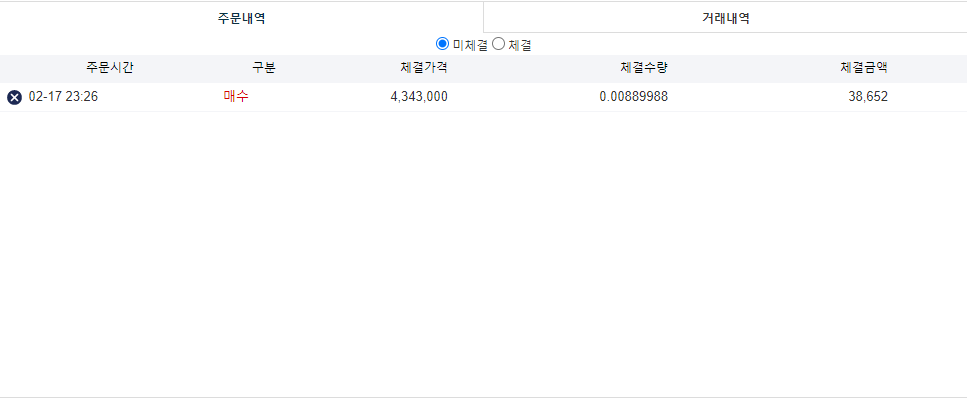 주문내역 거래내역
미체결 체결
주문시간 구분 체결가격 체결수량 체결금액
02-17 23:26 매수 4,343,000 0.00889988 38,652